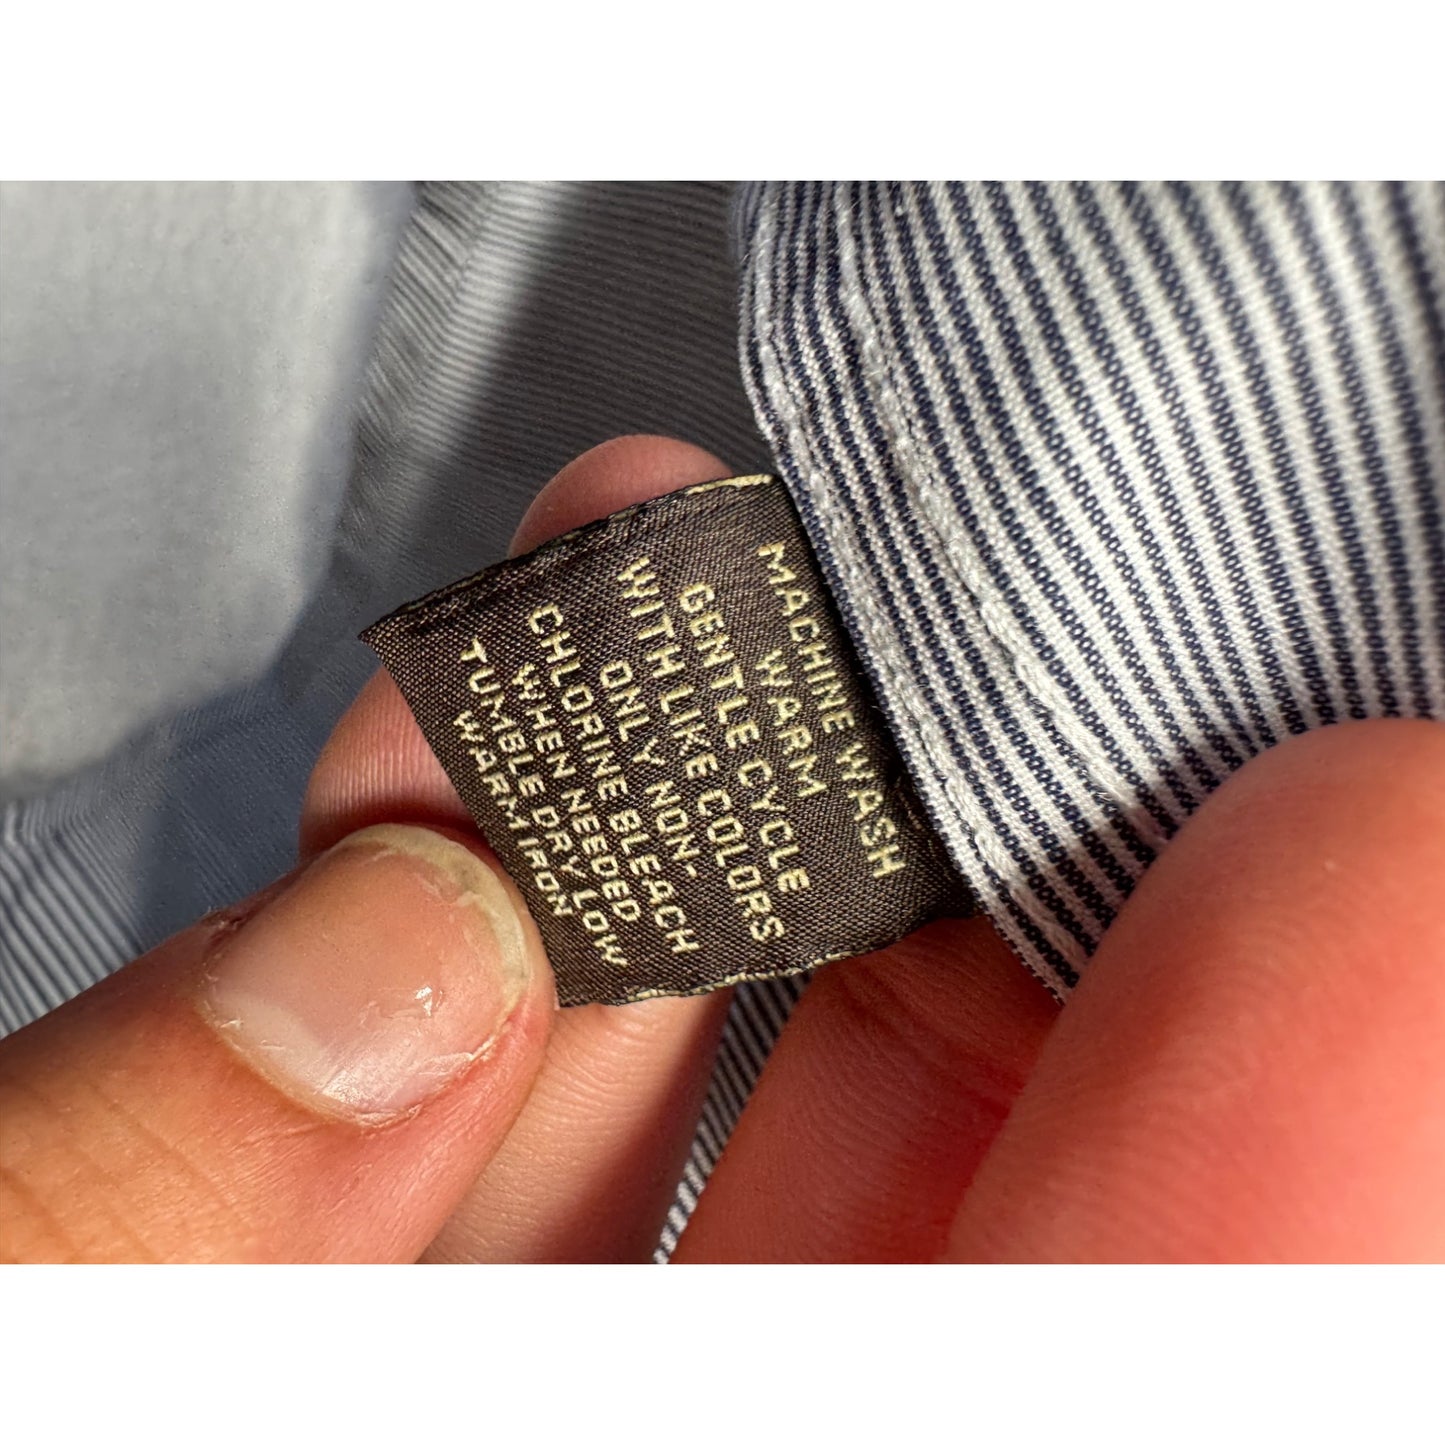 MACHINE WASH
WARM
GENTLE CYCLE
WITH LIKE COLORS
ONLY NON-
CHLORINE BLEACH
WHEN NEEDED
TUMBLE DRY LOW
WARM IRON